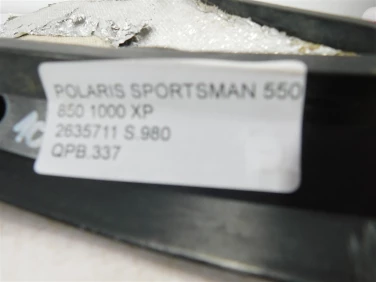 POLARIS SPORTSMAN 550
850 1000 XP
2635711 S.980
QPB.337